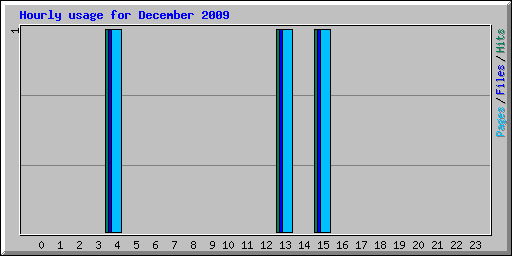 Hourly usage for December 2009
1
Pages/Files/Hits
0 1 2 3 4 5 6 7 8 9 10 11 12 13 14 15 16 17 18 19 20 21 22 23